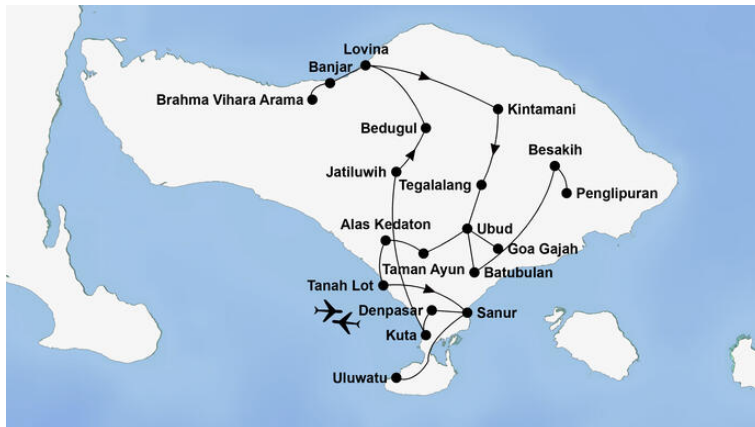 Lovina
Banjar
Brahma Vihara Arama
Kintamani
Bedugul
Besakih
Jatiluwih
Tegalalang
Penglipuran
Alas Kedaton
Ubud
Goa Gajah
Taman Ayun
Batubulan
Tanah Lot
Denpasar
Sanur
Kuta
Uluwatu